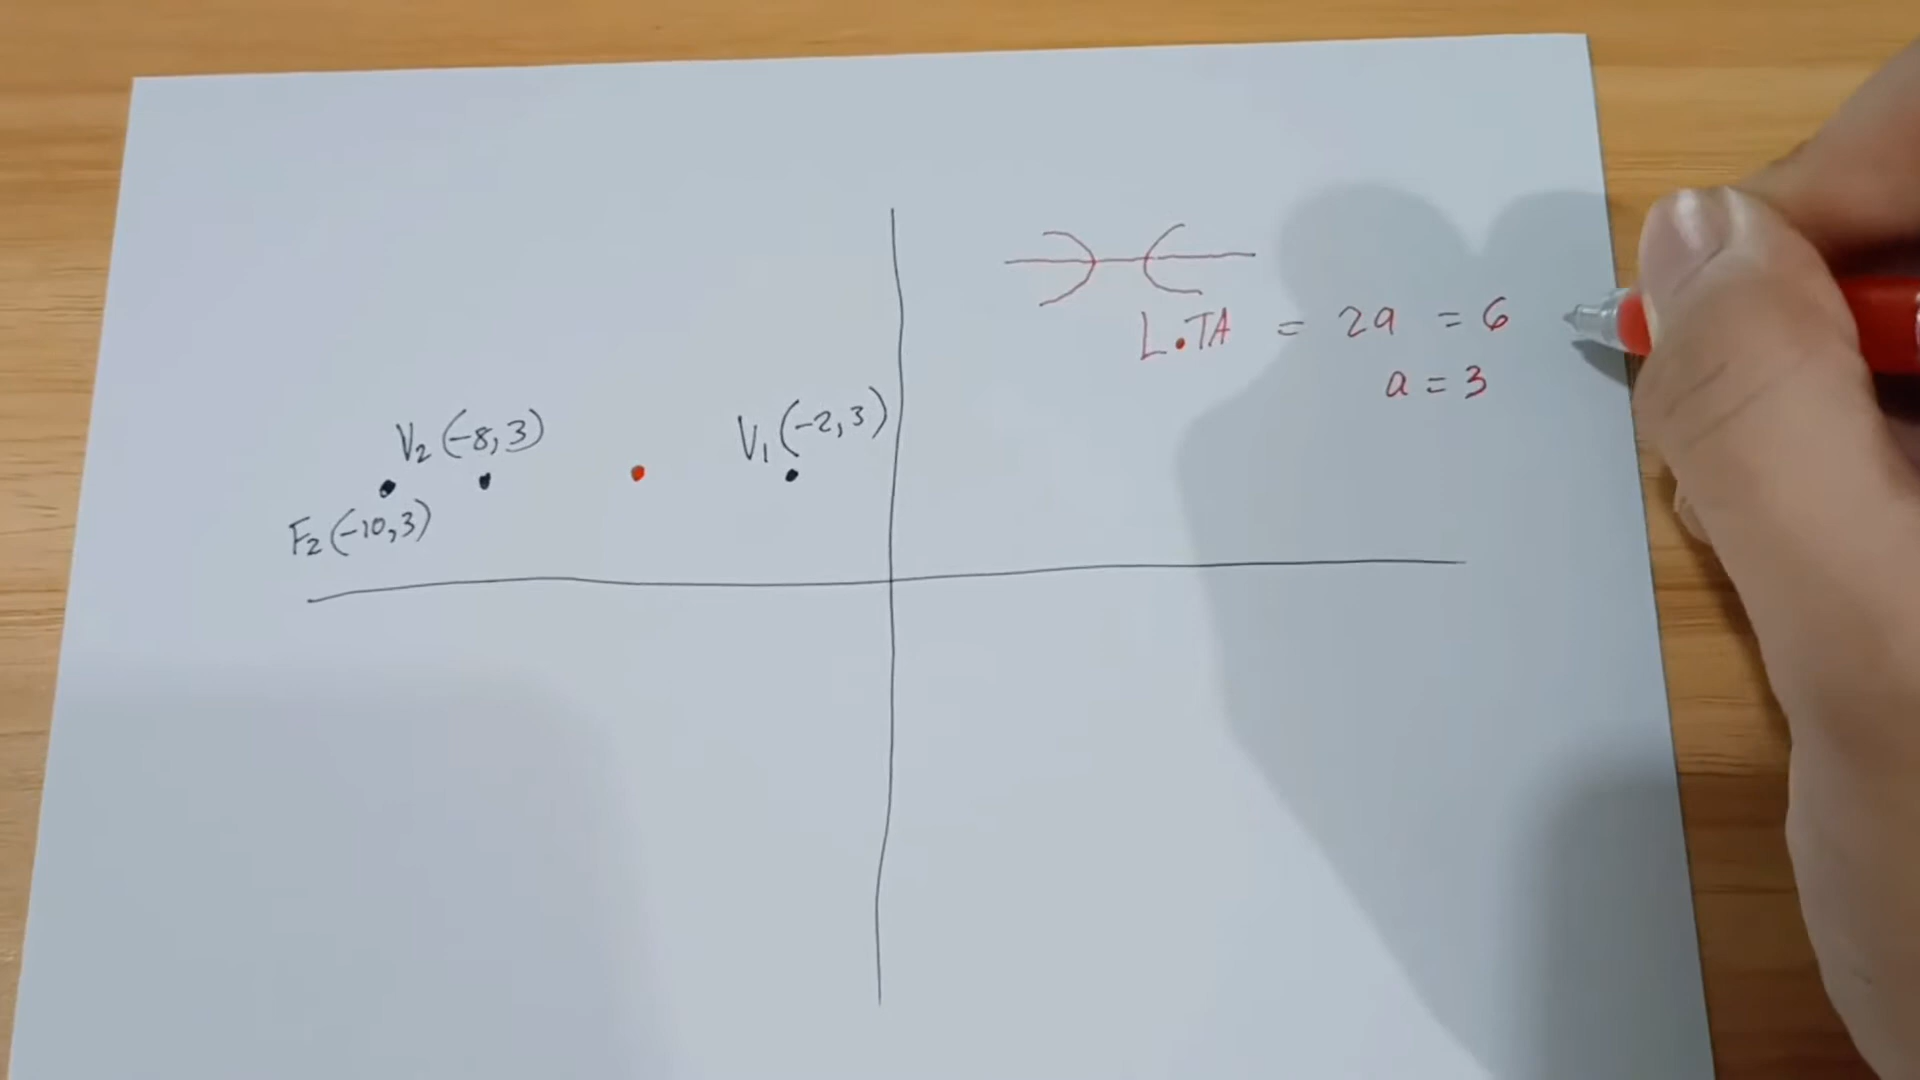 L.TA = 2a = 6
a = 3
V2 (-8, 3)
V1 (-2, 3)
F2 (-10, 3)